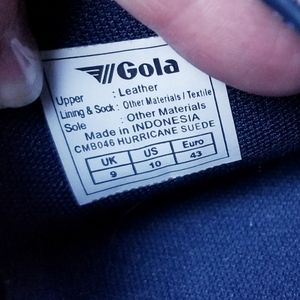 Gola
Upper : Leather
Lining & Sock : Other Materials / Textile
Sole : Other Materials
Made in INDONESIA
CMB046 HURRICANE SUEDE
UK US Euro
9 10 43